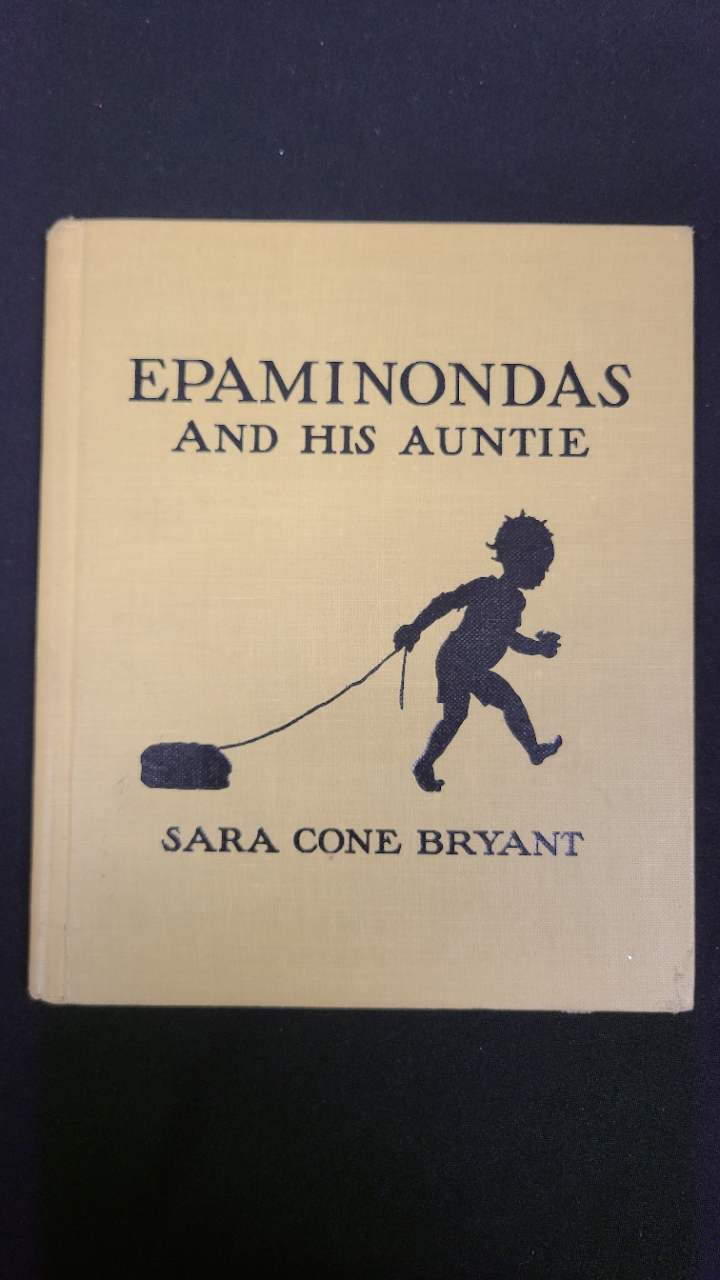 EPAMINONDAS
AND HIS AUNTIE
SARA CONE BRYANT